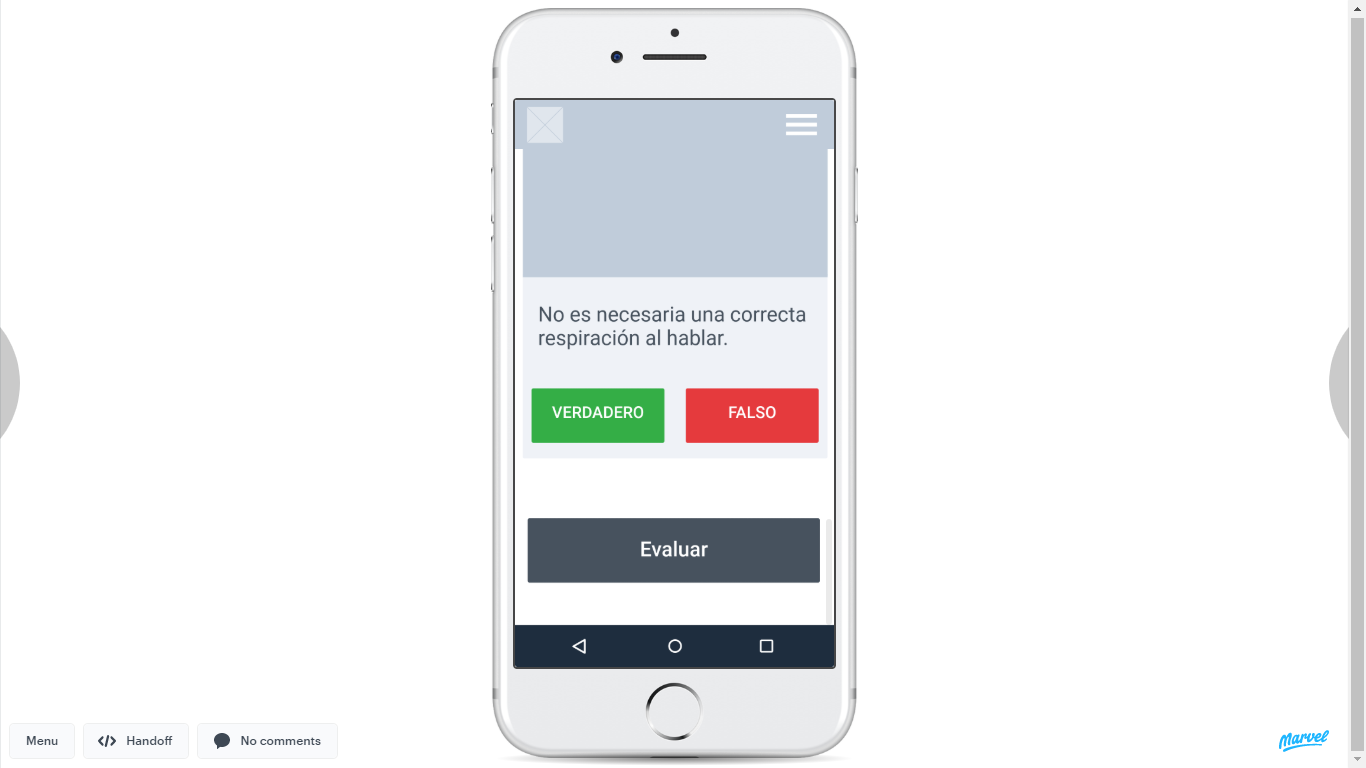 No es necesaria una correcta
respiración al hablar.
VERDADERO
FALSO
Evaluar
Menu
Handoff
No comments
Marvel